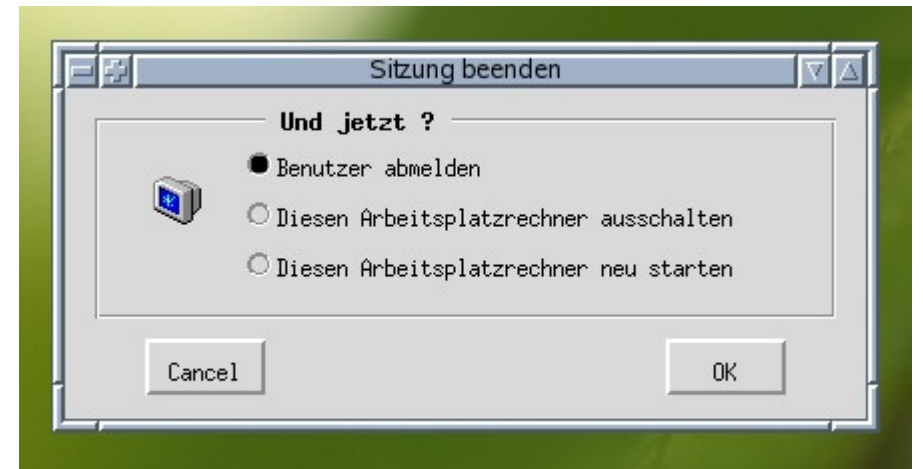 Sitzung beenden
Und jetzt ?
Benutzer abmelden
Diesen Arbeitsplatzrechner ausschalten
Diesen Arbeitsplatzrechner neu starten
Cancel OK